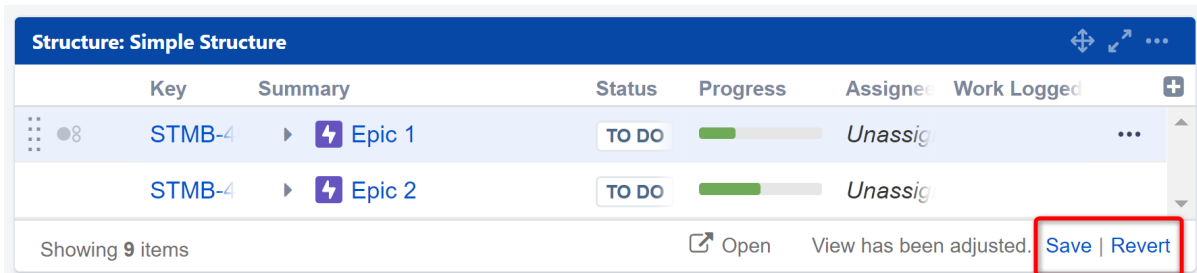 Structure: Simple Structure
Key Summary Status Progress Assignee Work Logged
STMB-4 Epic 1 TO DO Unassig
STMB-4 Epic 2 TO DO Unassig
Showing 9 items Open View has been adjusted. Save | Revert